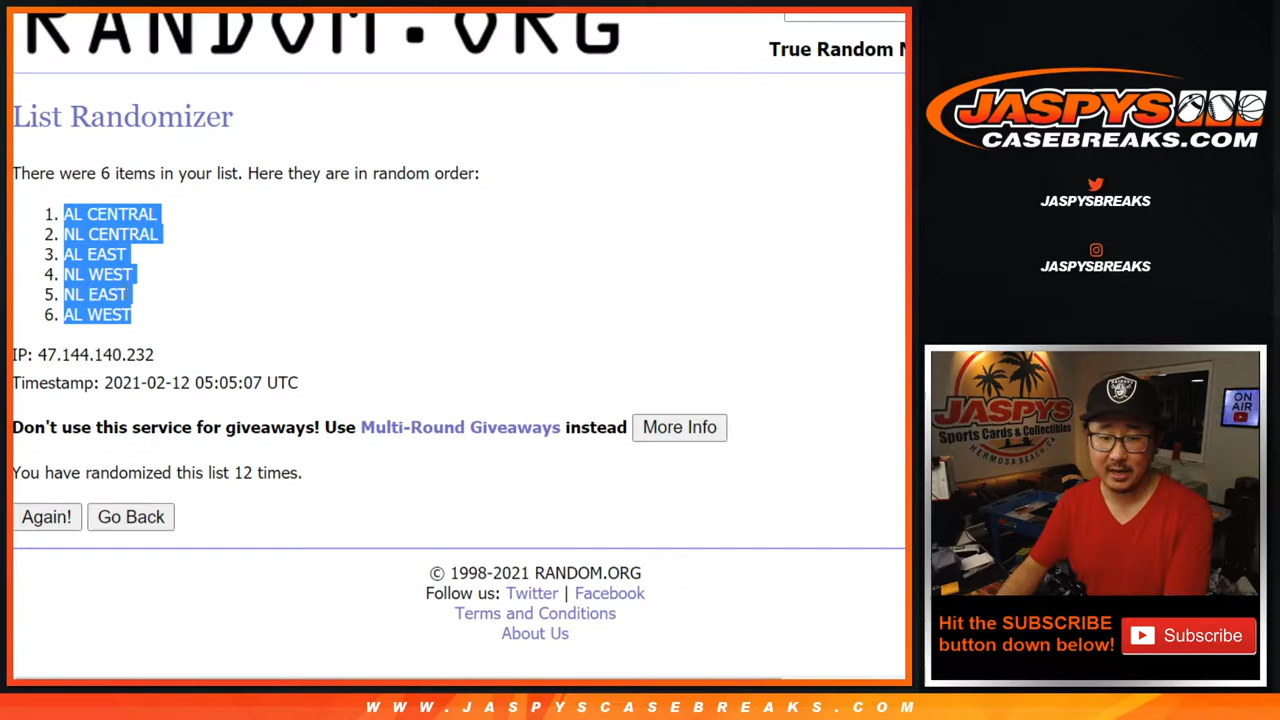 RANDOM.ORG
True Random N
List Randomizer
There were 6 items in your list. Here they are in random order:
1. AL CENTRAL
2. NL CENTRAL
3. AL EAST
4. NL WEST
5. NL EAST
6. AL WEST
IP: 47.144.140.232
Timestamp: 2021-02-12 05:05:07 UTC
Don't use this service for giveaways! Use Multi-Round Giveaways instead More Info
You have randomized this list 12 times.
Again! Go Back
© 1998-2021 RANDOM.ORG
Follow us: Twitter | Facebook
Terms and Conditions
About Us
JASPYS
CASEBREAKS.COM
JASPYSBREAKS
JASPYSBREAKS
JASPYS
Sports Cards & Collectibles
HERMOSA BEACH, CA
ON
AIR
Hit the SUBSCRIBE
button down below!
Subscribe
WWW.JASPYSCASEBREAKS.COM